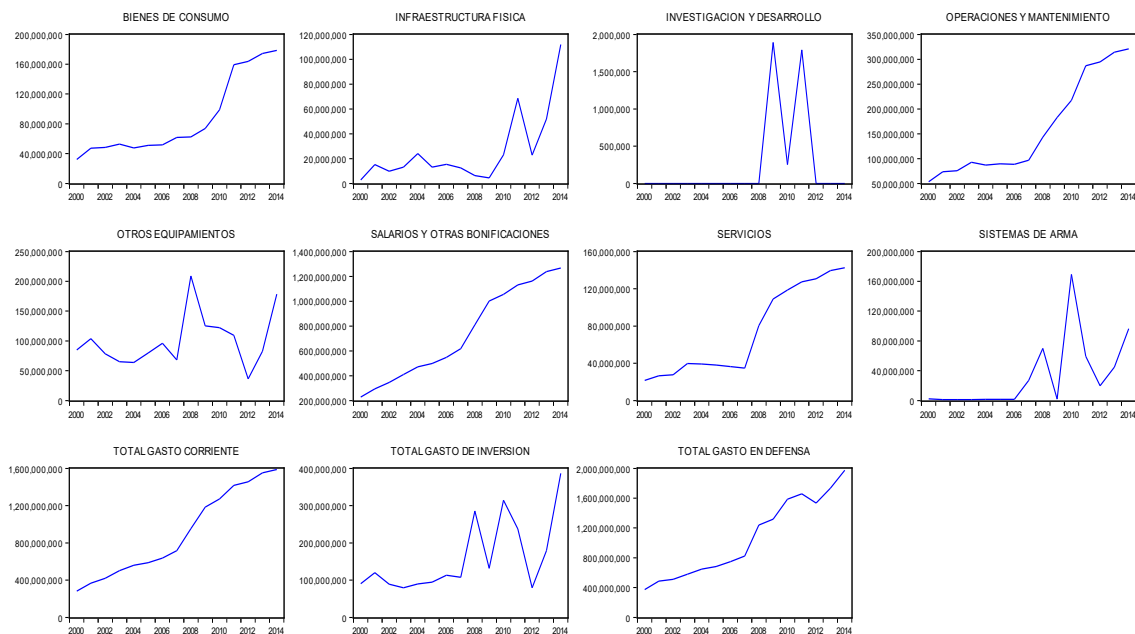 BIENES DE CONSUMO
200,000,000
160,000,000
120,000,000
80,000,000
40,000,000
0
2000 2002 2004 2006 2008 2010 2012 2014
INFRAESTRUCTURA FISICA
120,000,000
100,000,000
80,000,000
60,000,000
40,000,000
20,000,000
0
2000 2002 2004 2006 2008 2010 2012 2014
INVESTIGACION Y DESARROLLO
2,000,000
1,500,000
1,000,000
500,000
0
2000 2002 2004 2006 2008 2010 2012 2014
OPERACIONES Y MANTENIMIENTO
350,000,000
300,000,000
250,000,000
200,000,000
150,000,000
100,000,000
50,000,000
2000 2002 2004 2006 2008 2010 2012 2014
OTROS EQUIPAMIENTOS
250,000,000
200,000,000
150,000,000
100,000,000
50,000,000
0
2000 2002 2004 2006 2008 2010 2012 2014
SALARIOS Y OTRAS BONIFICACIONES
1,400,000,000
1,200,000,000
1,000,000,000
800,000,000
600,000,000
400,000,000
200,000,000
2000 2002 2004 2006 2008 2010 2012 2014
SERVICIOS
160,000,000
120,000,000
80,000,000
40,000,000
0
2000 2002 2004 2006 2008 2010 2012 2014
SISTEMAS DE ARMA
200,000,000
160,000,000
120,000,000
80,000,000
40,000,000
0
2000 2002 2004 2006 2008 2010 2012 2014
TOTAL GASTO CORRIENTE
1,600,000,000
1,200,000,000
800,000,000
400,000,000
0
2000 2002 2004 2006 2008 2010 2012 2014
TOTAL GASTO DE INVERSION
400,000,000
300,000,000
200,000,000
100,000,000
0
2000 2002 2004 2006 2008 2010 2012 2014
TOTAL GASTO EN DEFENSA
2,000,000,000
1,600,000,000
1,200,000,000
800,000,000
400,000,000
0
2000 2002 2004 2006 2008 2010 2012 2014